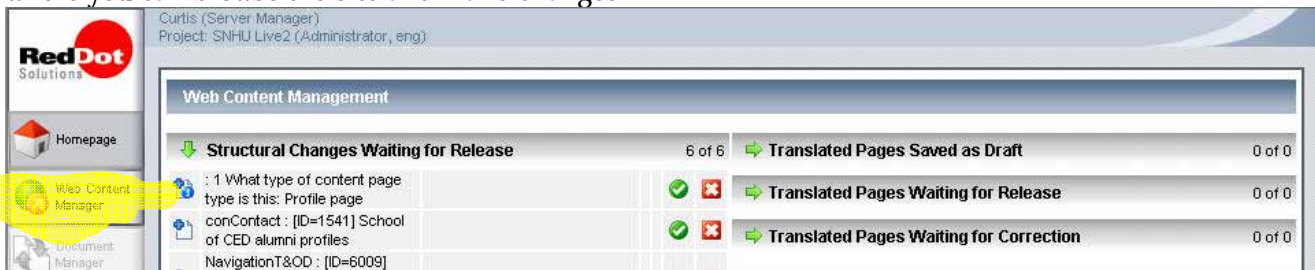 Curtis (Server Manager)
Project: SNHU Live2 (Administrator, eng)
RedDot
Solutions
Web Content Management
Homepage
Structural Changes Waiting for Release 6 of 6
Translated Pages Saved as Draft 0 of 0
: 1 What type of content page
type is this: Profile page
Translated Pages Waiting for Release 0 of 0
Web Content
Manager
conContact : [ID=1541] School
of CED alumni profiles
Translated Pages Waiting for Correction 0 of 0
Document
Manager
NavigationT&OD : [ID=6009]